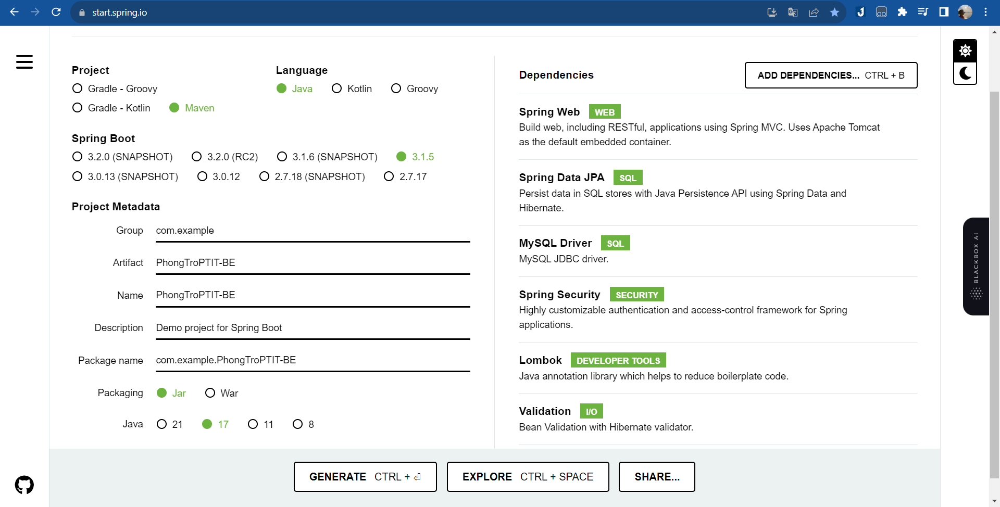 start.spring.io
Project
Gradle - Groovy
Gradle - Kotlin
Maven
Language
Java
Kotlin
Groovy
Spring Boot
3.2.0 (SNAPSHOT)
3.2.0 (RC2)
3.1.6 (SNAPSHOT)
3.1.5
3.0.13 (SNAPSHOT)
3.0.12
2.7.18 (SNAPSHOT)
2.7.17
Project Metadata
Group com.example
Artifact PhongTroPTIT-BE
Name PhongTroPTIT-BE
Description Demo project for Spring Boot
Package name com.example.PhongTroPTIT-BE
Packaging Jar War
Java 21 17 11 8
Dependencies
ADD DEPENDENCIES... CTRL + B
Spring Web WEB
Build web, including RESTful, applications using Spring MVC. Uses Apache Tomcat
as the default embedded container.
Spring Data JPA SQL
Persist data in SQL stores with Java Persistence API using Spring Data and
Hibernate.
MySQL Driver SQL
MySQL JDBC driver.
Spring Security SECURITY
Highly customizable authentication and access-control framework for Spring
applications.
Lombok DEVELOPER TOOLS
Java annotation library which helps to reduce boilerplate code.
Validation I/O
Bean Validation with Hibernate validator.
BLACKBOX AI
GENERATE CTRL + ⏎
EXPLORE CTRL + SPACE
SHARE...